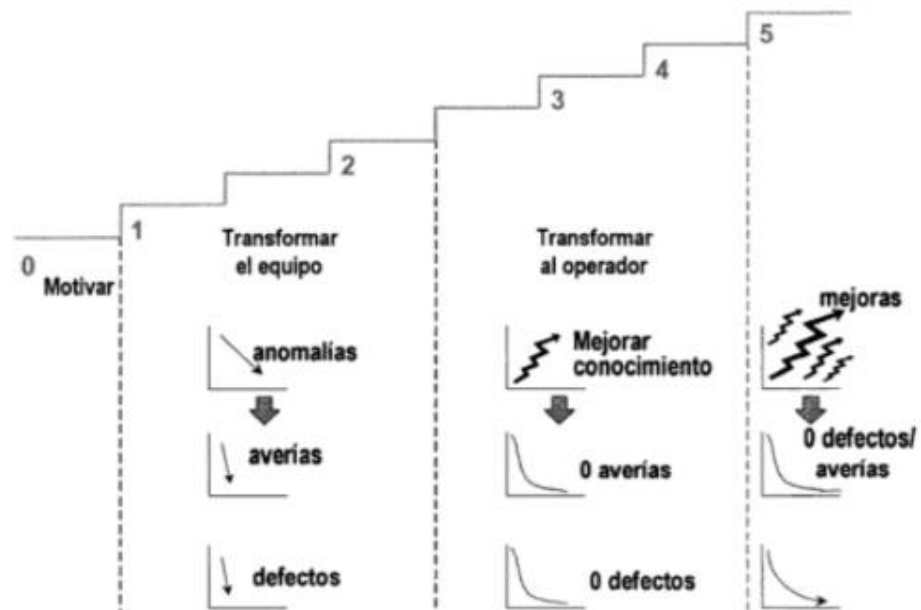 5
4
3
2
1
0
Motivar
Transformar
el equipo
Transformar
al operador
anomalías
Mejorar
conocimiento
mejoras
averías
0 averías
0 defectos/
averías
defectos
0 defectos